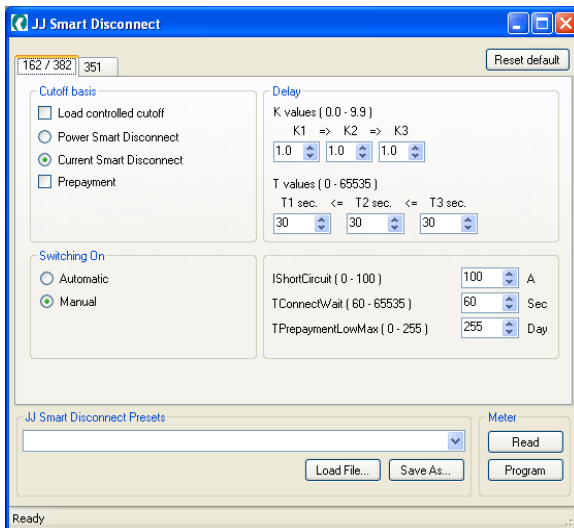 JJ Smart Disconnect
162 / 382 351 Reset default
Cutoff basis
Load controlled cutoff
Power Smart Disconnect
Current Smart Disconnect
Prepayment
Delay
K values ( 0.0 - 9.9 )
K1 => K2 => K3
1.0 1.0 1.0
T values ( 0 - 65535 )
T1 sec. <= T2 sec. <= T3 sec.
30 30 30
Switching On
Automatic
Manual
IShortCircuit ( 0 - 100 ) 100 A
TConnectWait ( 60 - 65535 ) 60 Sec
TPrepaymentLowMax ( 0 - 255 ) 255 Day
JJ Smart Disconnect Presets
Load File... Save As...
Meter
Read
Program
Ready